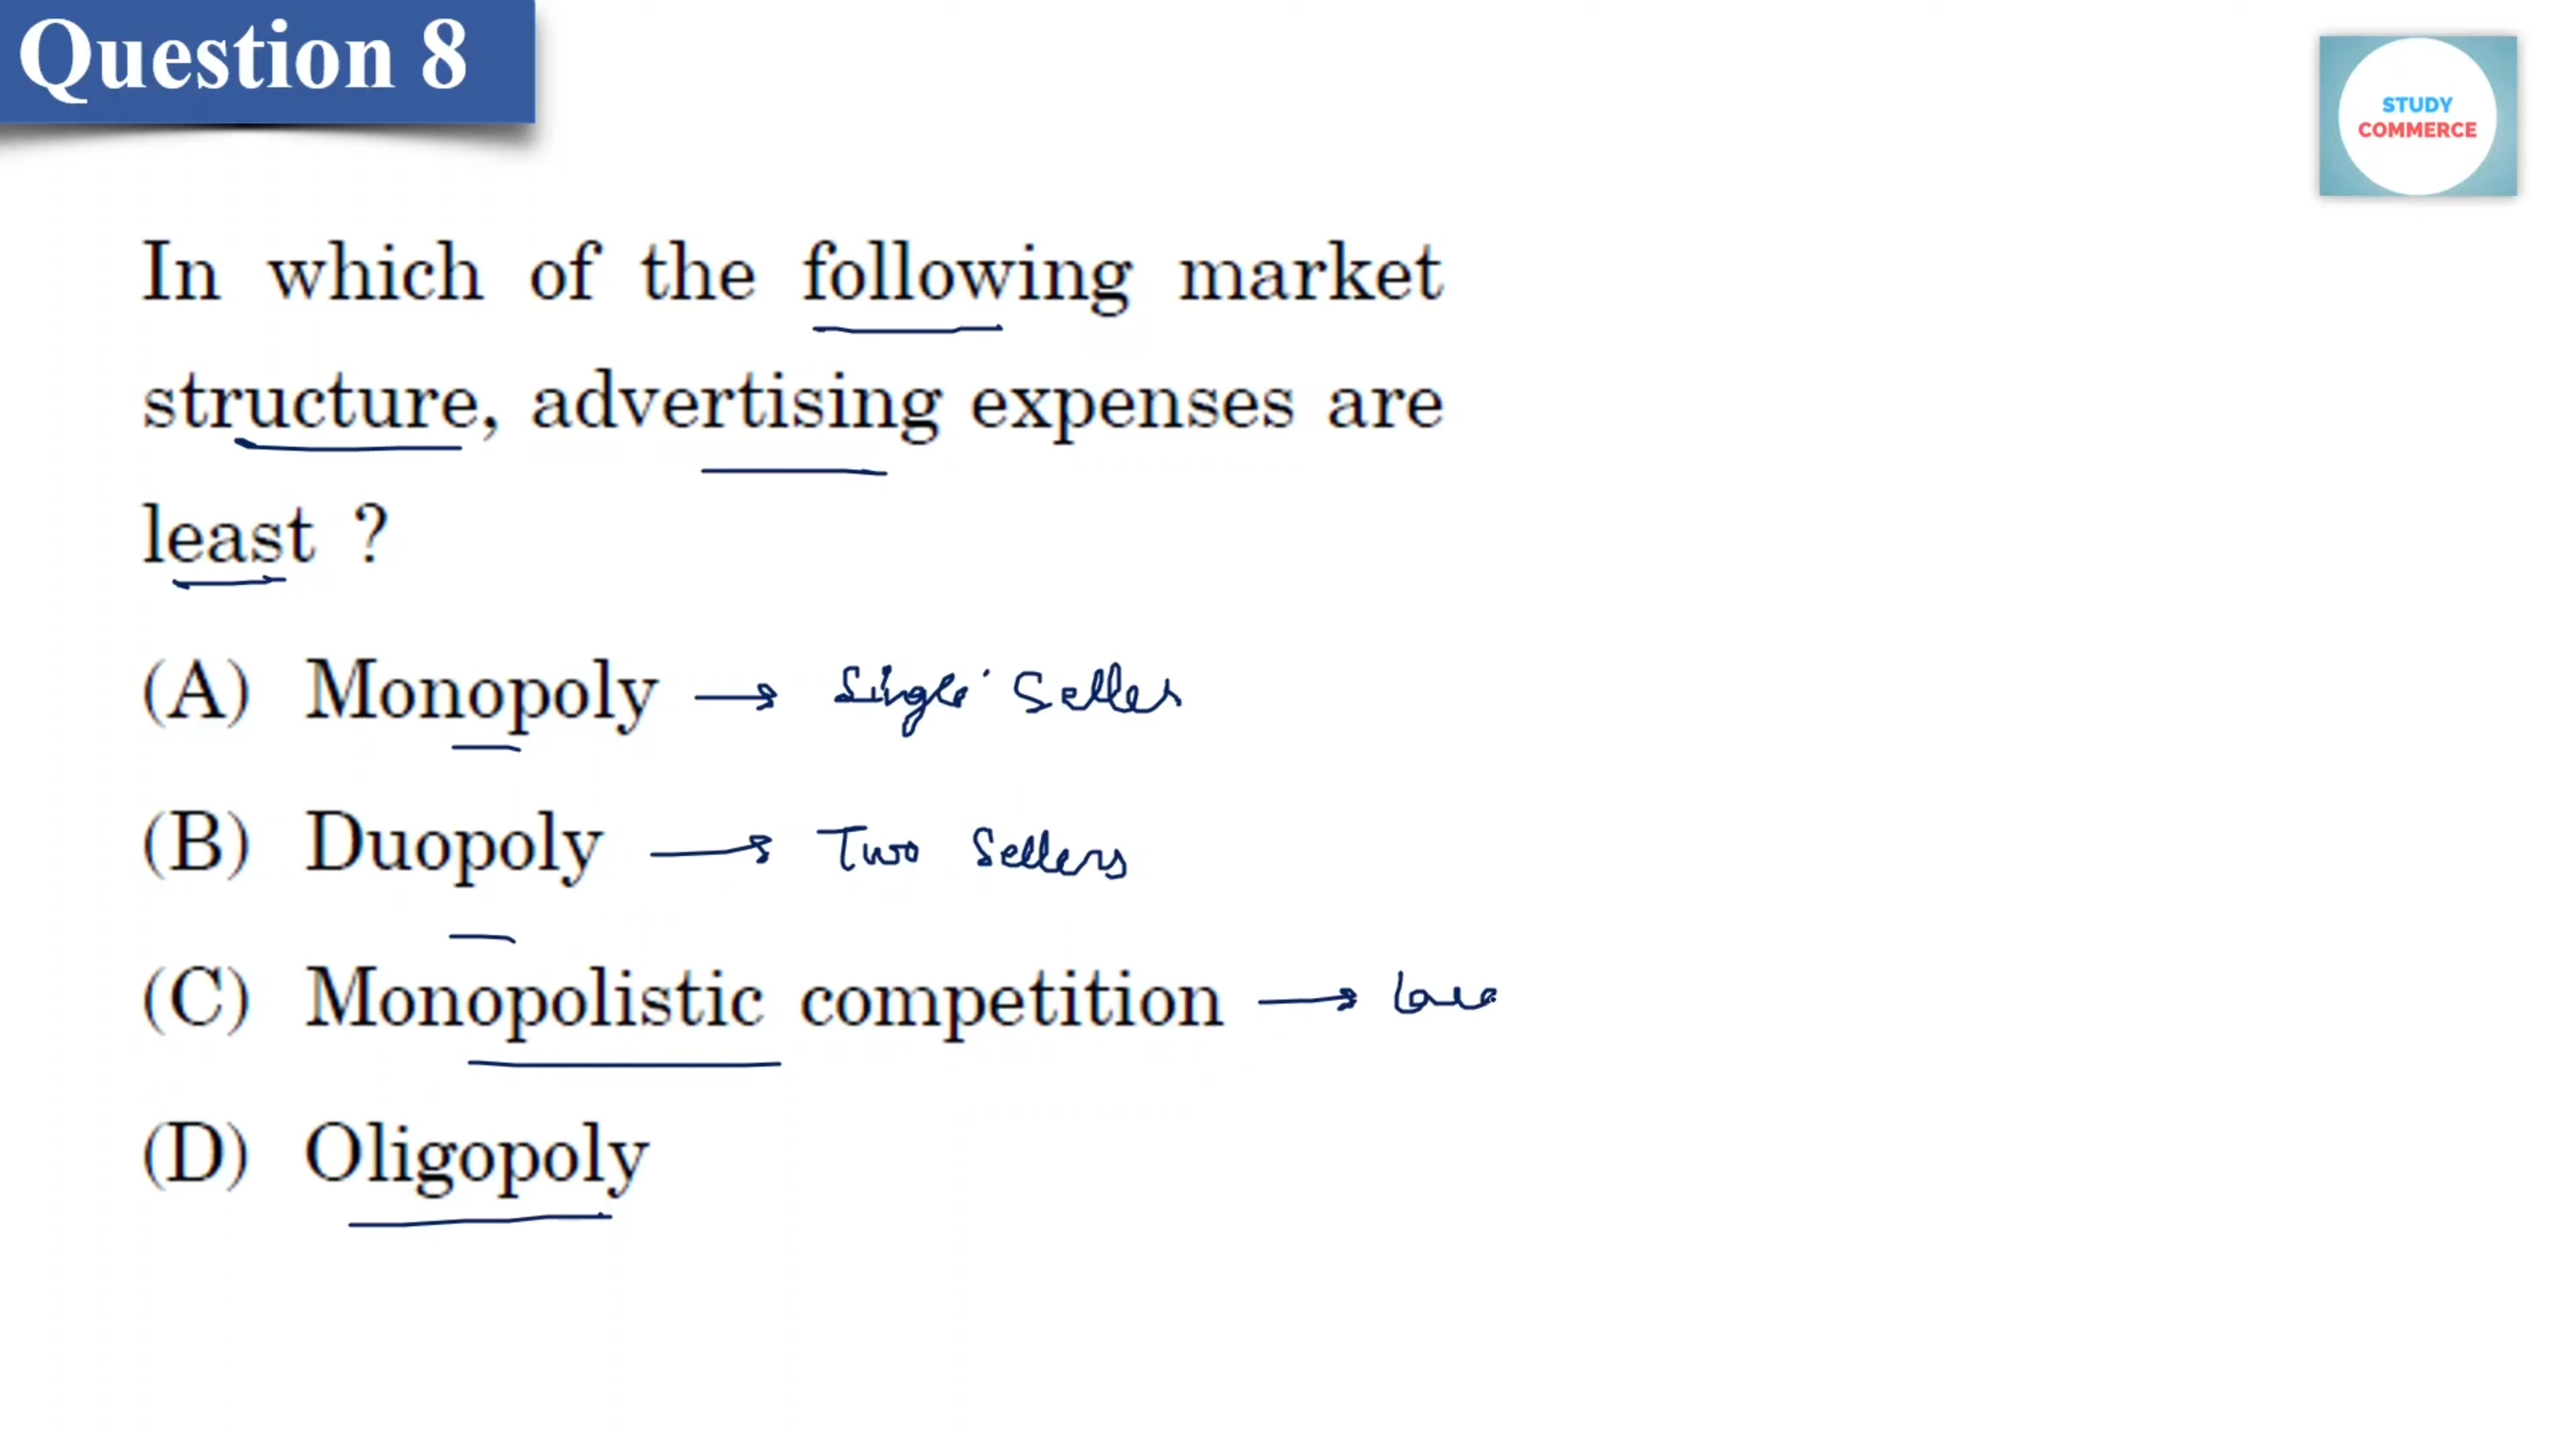 Question 8
STUDY
COMMERCE
In which of the following market
structure, advertising expenses are
least ?
(A) Monopoly → Single Seller
(B) Duopoly → Two Sellers
(C) Monopolistic competition →
(D) Oligopoly